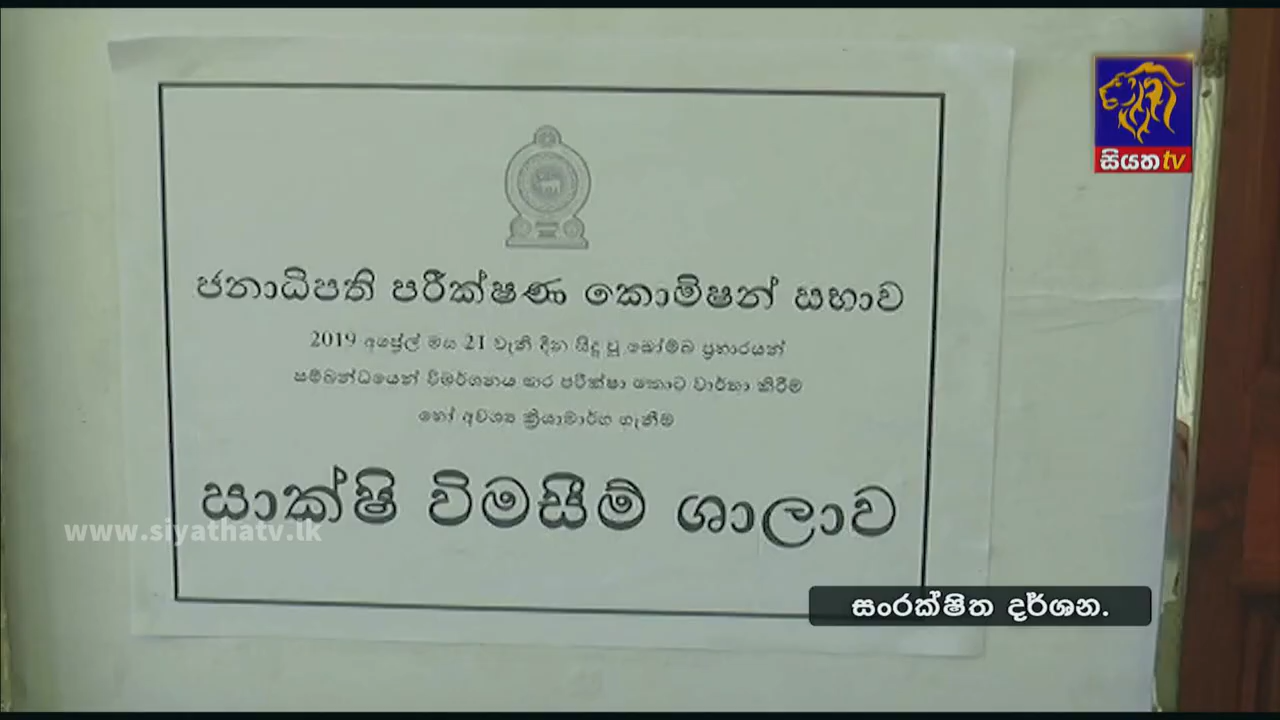 සියත tv
ජනාධිපති පරීක්ෂණ කොමිෂන් සභාව
2019 අප්‍රේල් මස 21 වැනි දින සිදු වූ බෝම්බ ප්‍රහාරයන්
සම්බන්ධයෙන් විමර්ශනය කර පරීක්ෂා කොට වාර්තා කිරීම
හෝ අවශ්‍ය ක්‍රියාමාර්ග ගැනීම
සාක්ෂි විමසීම් ශාලාව
www.siyathatv.lk
සංරක්ෂිත දර්ශන.